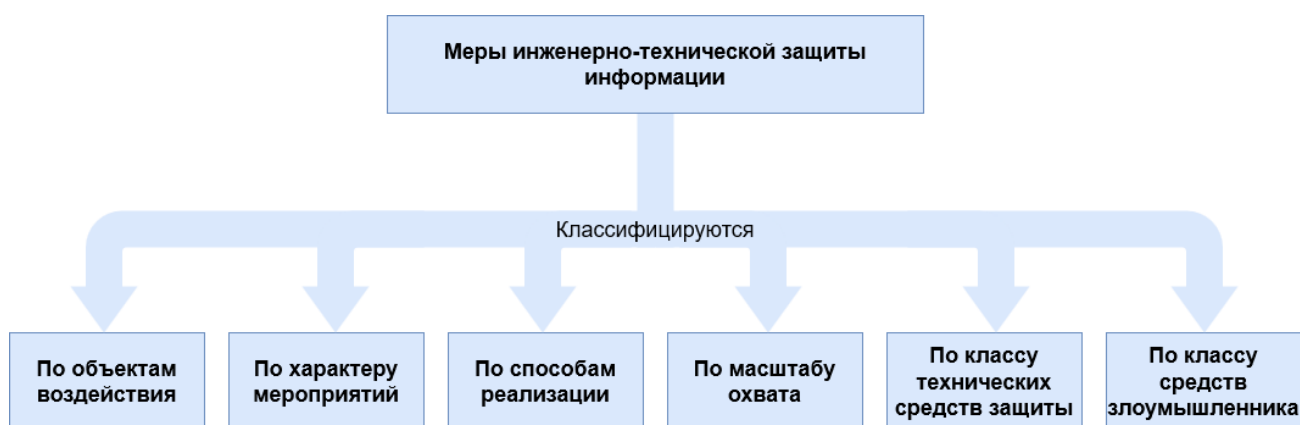 Меры инженерно-технической защиты
информации
Классифицируются
По объектам
воздействия
По характеру
мероприятий
По способам
реализации
По масштабу
охвата
По классу
технических
средств защиты
По классу
средств
злоумышленника